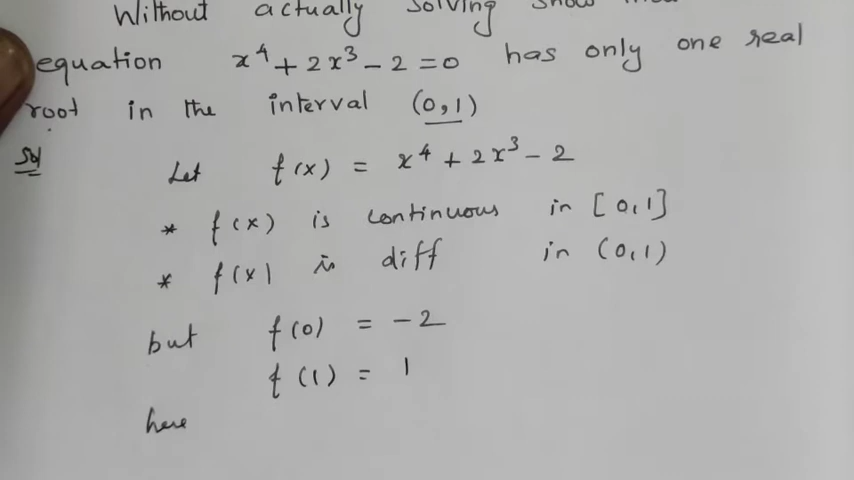 Without actually solving show
equation x⁴ + 2x³ - 2 = 0 has only one real
root in the interval (0,1)
Sol
Let f(x) = x⁴ + 2x³ - 2
* f(x) is continuous in [0,1]
* f(x) is diff in (0,1)
but f(0) = -2
f(1) = 1
here